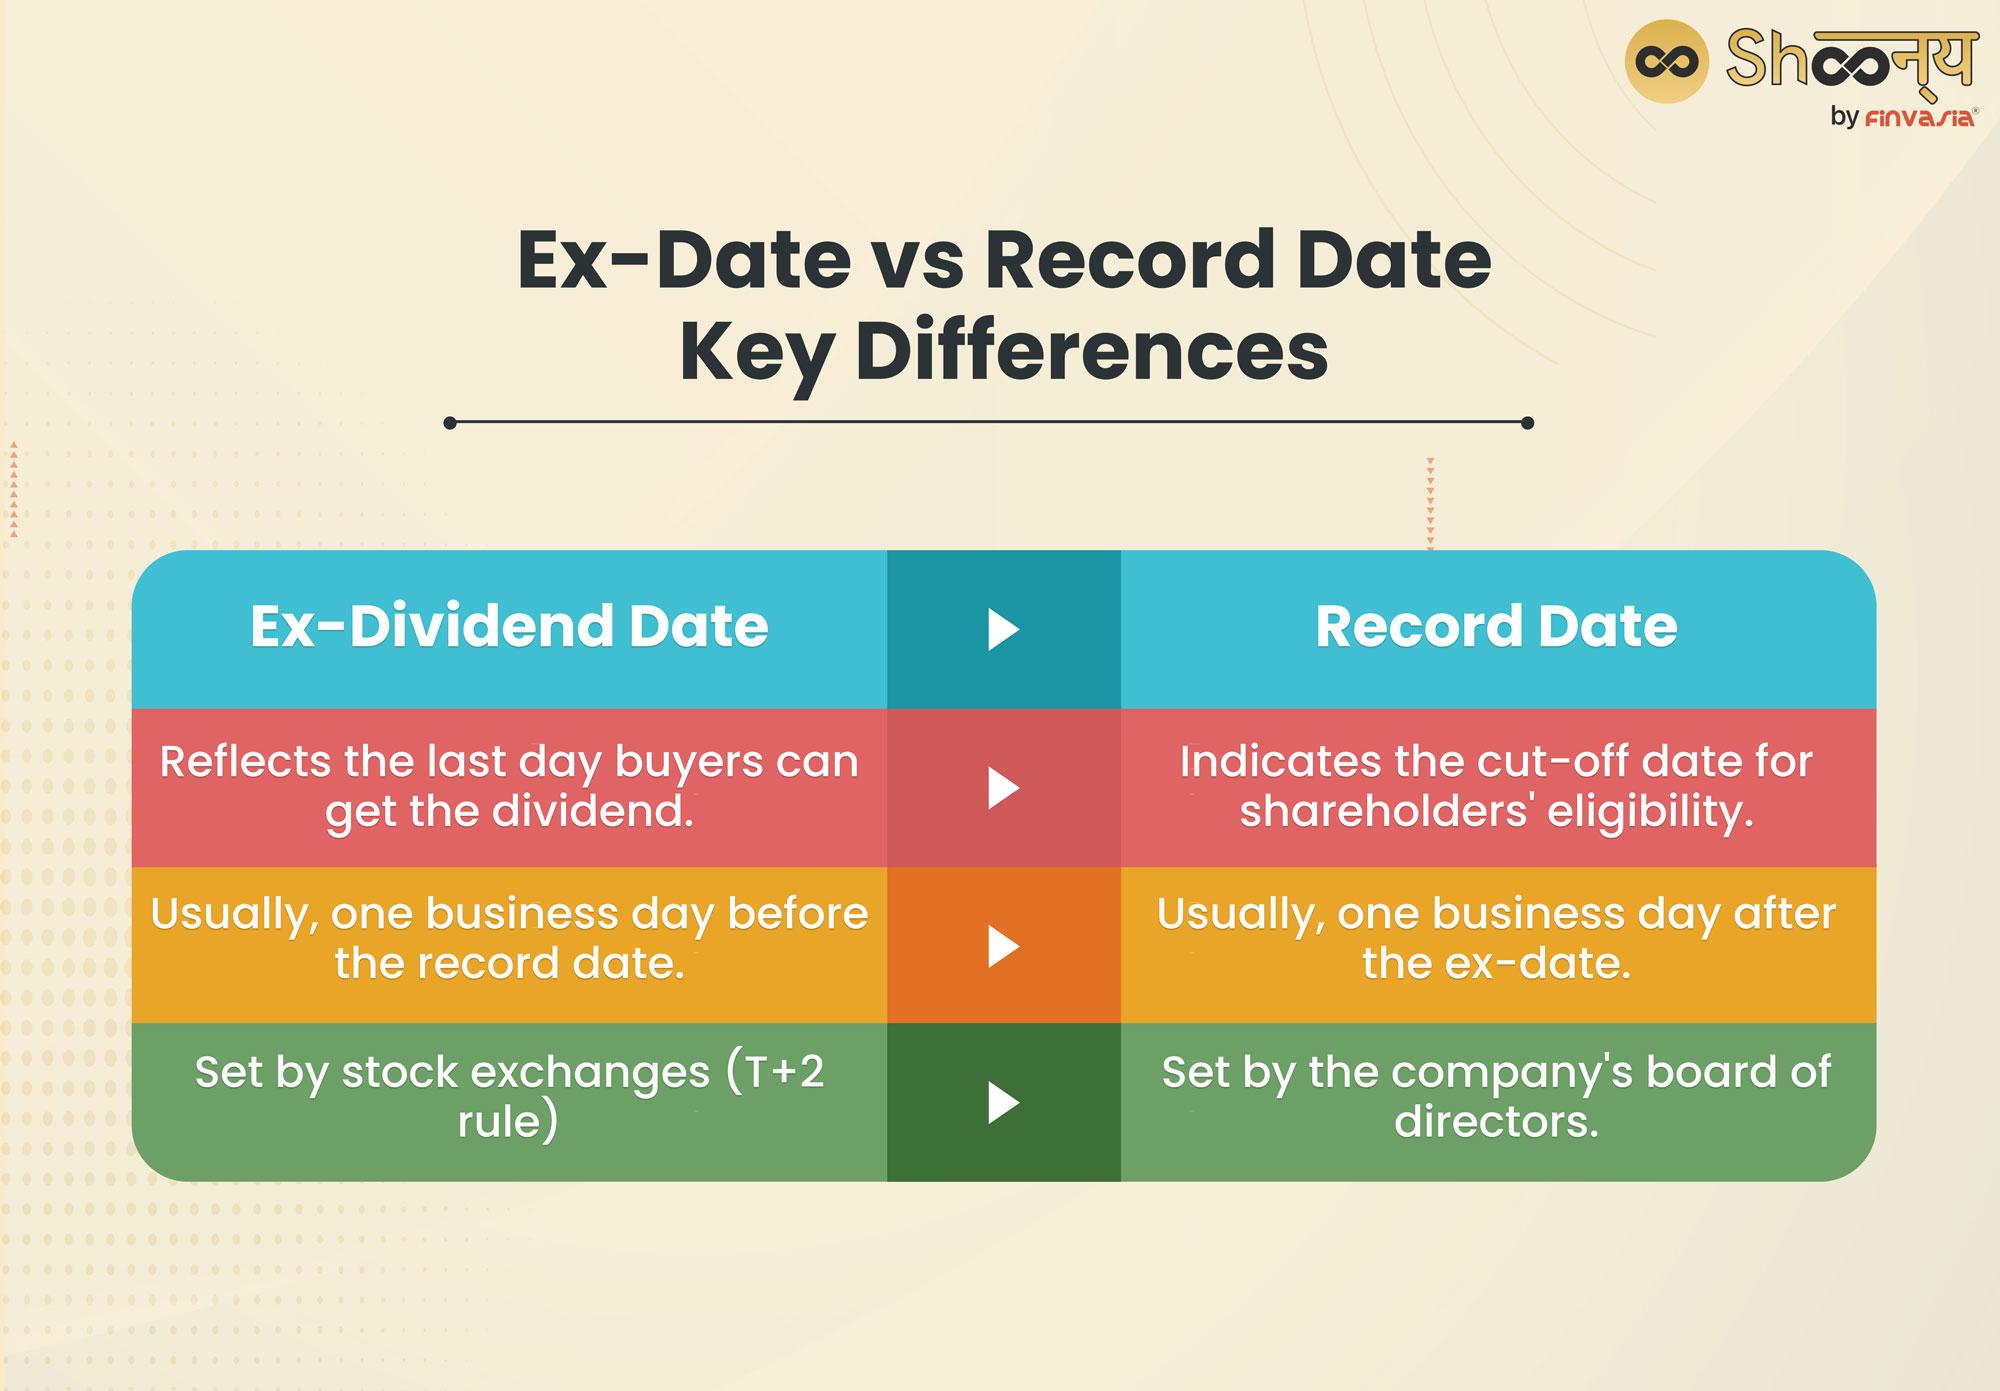 Shoonय
by FINVASIA®
Ex-Date vs Record Date
Key Differences
Ex-Dividend Date
Record Date
Reflects the last day buyers can
get the dividend.
Indicates the cut-off date for
shareholders' eligibility.
Usually, one business day before
the record date.
Usually, one business day after
the ex-date.
Set by stock exchanges (T+2
rule)
Set by the company's board of
directors.